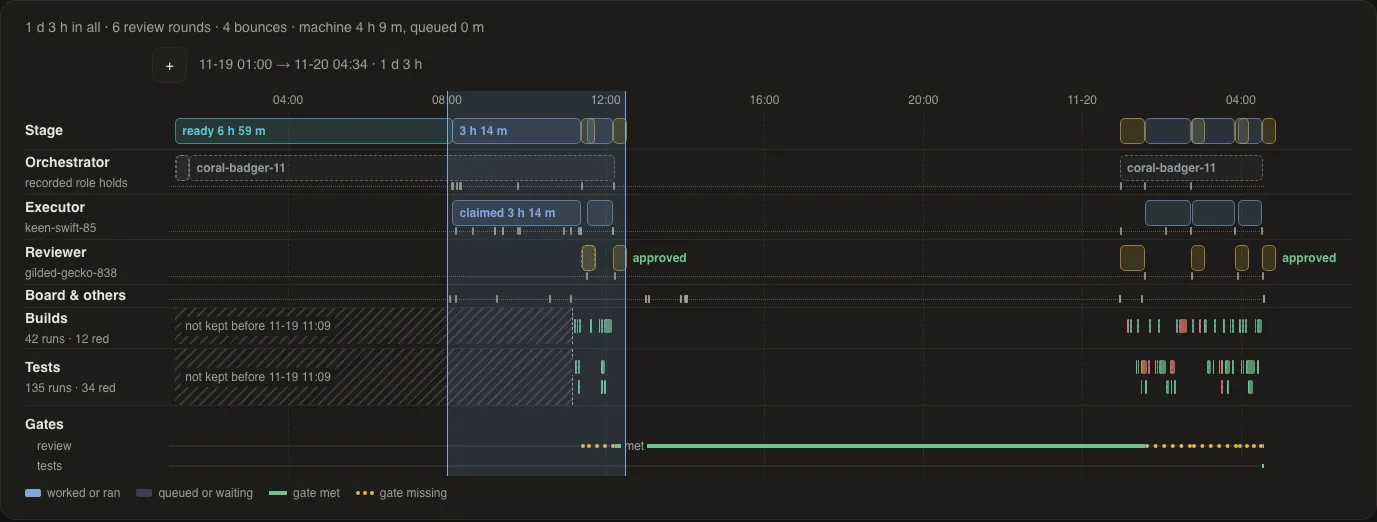 1 d 3 h in all · 6 review rounds · 4 bounces · machine 4 h 9 m, queued 0 m
+ 11-19 01:00 → 11-20 04:34 · 1 d 3 h
04:00 08:00 12:00 16:00 20:00 11-20 04:00
Stage ready 6 h 59 m 3 h 14 m
Orchestrator coral-badger-11 coral-badger-11
recorded role holds
Executor claimed 3 h 14 m
keen-swift-85
Reviewer approved approved
gilded-gecko-838
Board & others
Builds not kept before 11-19 11:09
42 runs · 12 red
Tests not kept before 11-19 11:09
135 runs · 34 red
Gates
review met
tests
worked or ran queued or waiting gate met gate missing